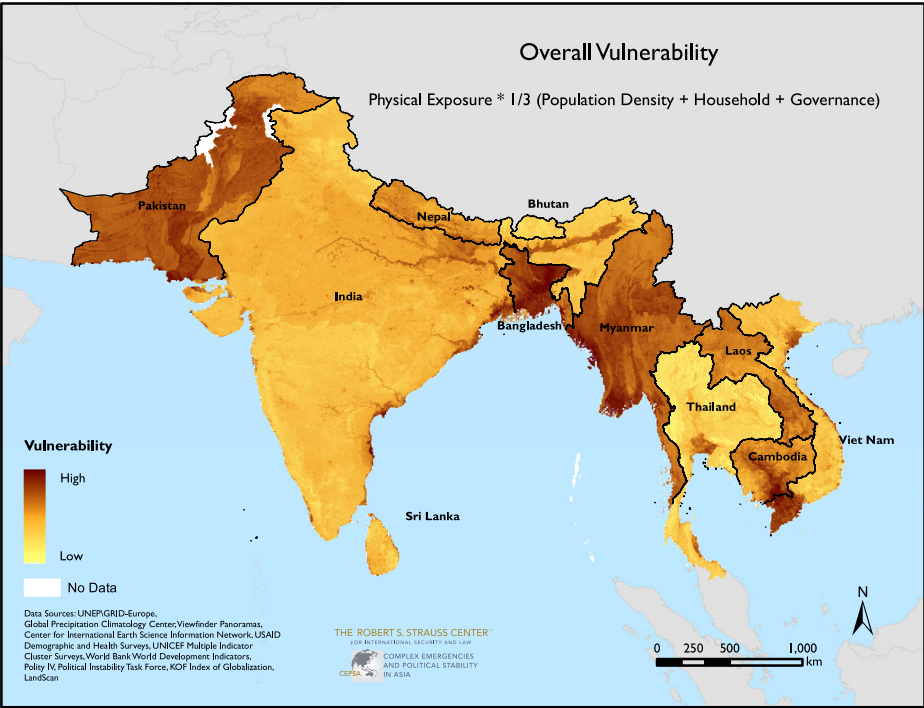 Overall Vulnerability
Physical Exposure * 1/3 (Population Density + Household + Governance)
Pakistan
Nepal
Bhutan
India
Bangladesh
Myanmar
Laos
Thailand
Viet Nam
Cambodia
Sri Lanka
Vulnerability
High
Low
No Data
Data Sources: UNEP\GRID-Europe,
Global Precipitation Climatology Center, Viewfinder Panoramas,
Center for International Earth Science Information Network, USAID
Demographic and Health Surveys, UNICEF Multiple Indicator
Cluster Surveys, World Bank World Development Indicators,
Polity IV, Political Instability Task Force, KOF Index of Globalization,
LandScan
THE ROBERT S. STRAUSS CENTER™
FOR INTERNATIONAL SECURITY AND LAW
CEPSA
COMPLEX EMERGENCIES
AND POLITICAL STABILITY
IN ASIA
N
0 250 500 1,000
km